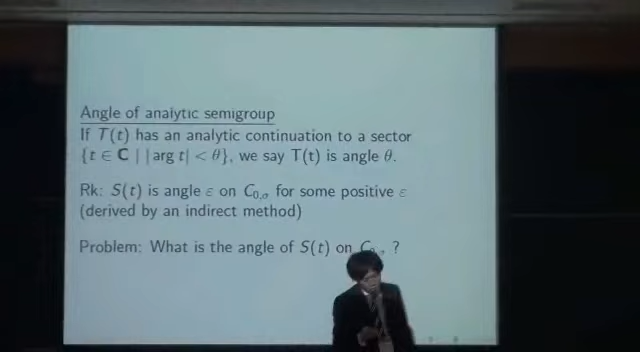 Angle of analytic semigroup
If T(t) has an analytic continuation to a sector
{t ∈ C | |arg t| < θ}, we say T(t) is angle θ.
Rk: S(t) is angle ε on C₀,σ for some positive ε
(derived by an indirect method)
Problem: What is the angle of S(t) on ?